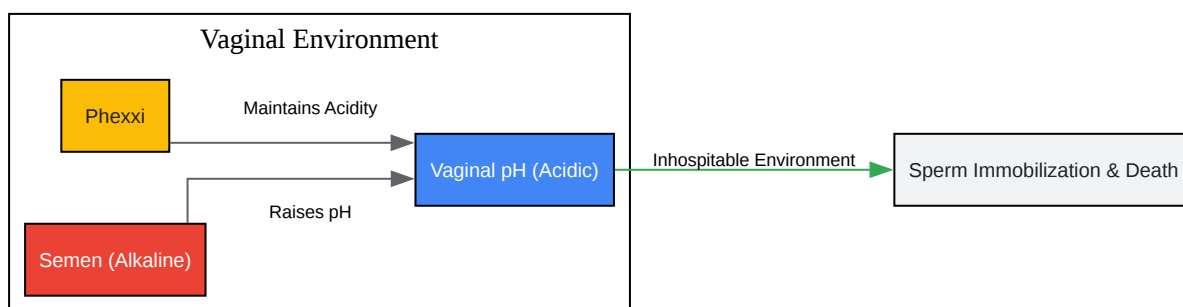 Vaginal Environment
Phexxi
Maintains Acidity
Vaginal pH (Acidic)
Inhospitable Environment
Sperm Immobilization & Death
Raises pH
Semen (Alkaline)